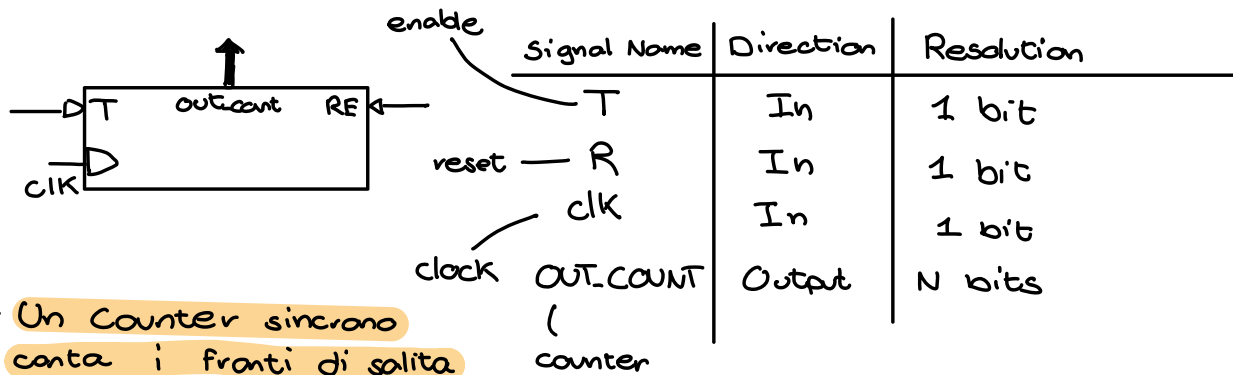 enable
Signal Name Direction Resolution
T out_count RE
T In 1 bit
reset R In 1 bit
clk
clk In 1 bit
clock OUT_COUNT Output N bits
Un Counter sincrono
conta i fronti di salita
counter